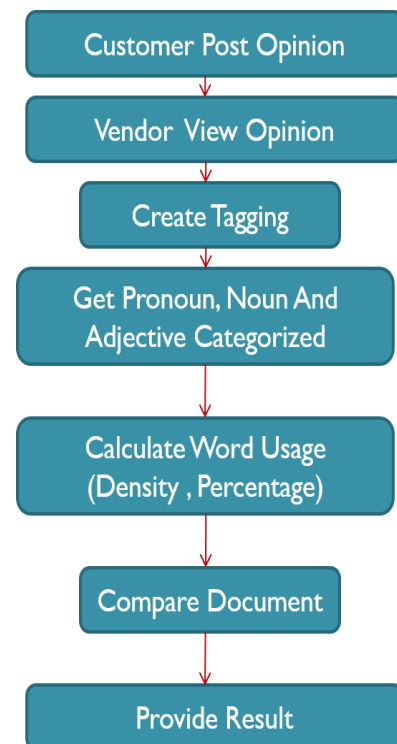 Customer Post Opinion
Vendor View Opinion
Create Tagging
Get Pronoun, Noun And
Adjective Categorized
Calculate Word Usage
(Density , Percentage)
Compare Document
Provide Result